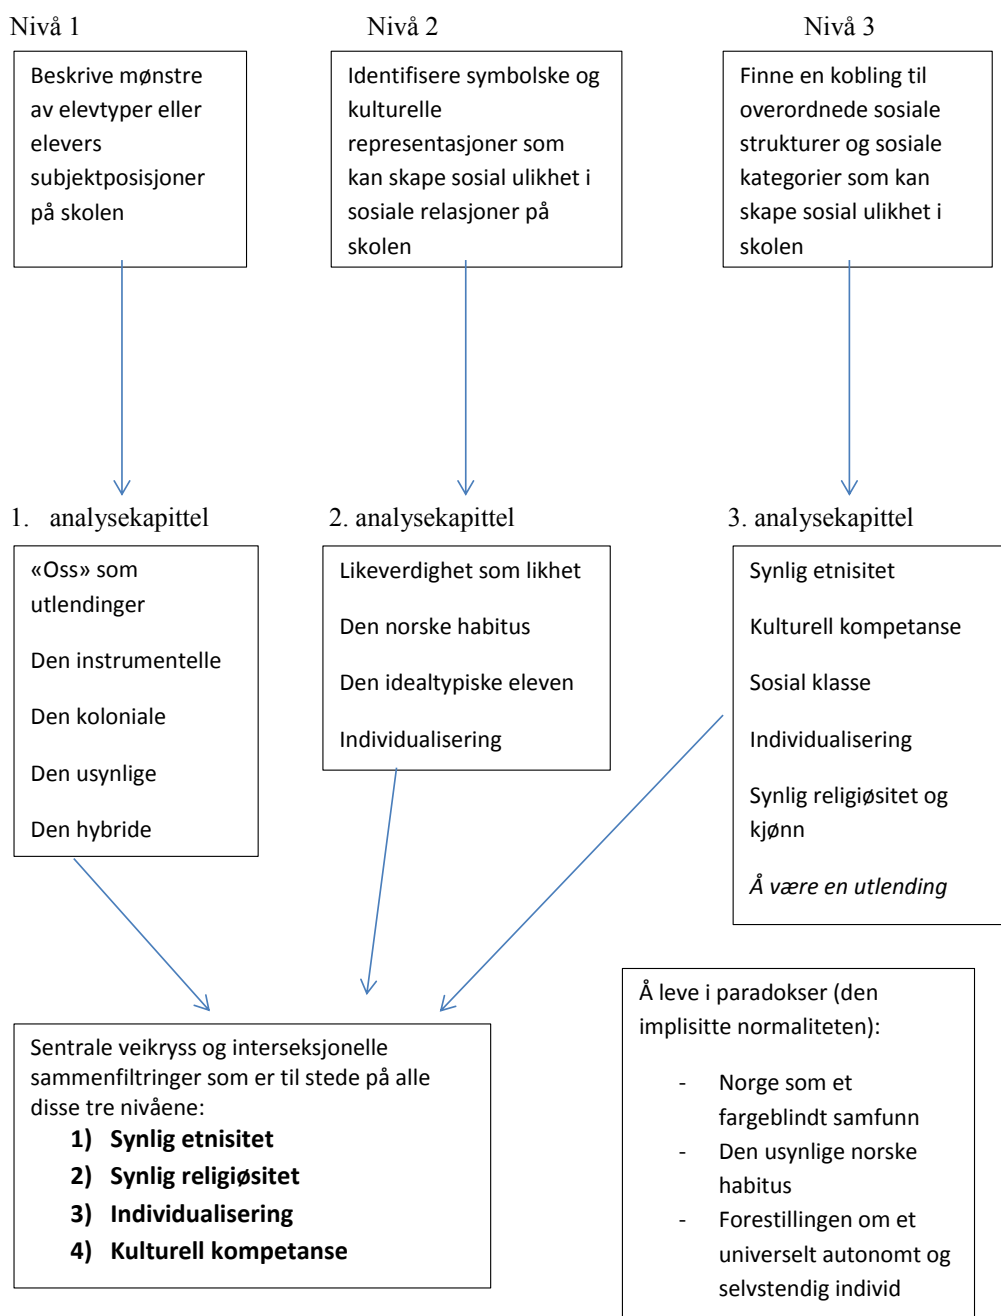 Nivå 1
Nivå 2
Nivå 3
Beskrive mønstre
av elevtyper eller
elevers
subjektposisjoner
på skolen
Identifisere symbolske og
kulturelle
representasjoner som
kan skape sosial ulikhet i
sosiale relasjoner på
skolen
Finne en kobling til
overordnede sosiale
strukturer og sosiale
kategorier som kan
skape sosial ulikhet i
skolen
1. analysekapittel
2. analysekapittel
3. analysekapittel
«Oss» som
utlendinger
Den instrumentelle
Den koloniale
Den usynlige
Den hybride
Likeverdighet som likhet
Den norske habitus
Den idealtypiske eleven
Individualisering
Synlig etnisitet
Kulturell kompetanse
Sosial klasse
Individualisering
Synlig religiøsitet og
kjønn
Å være en utlending
Sentrale veikryss og interseksjonelle
sammenfiltringer som er til stede på alle
disse tre nivåene:
1) Synlig etnisitet
2) Synlig religiøsitet
3) Individualisering
4) Kulturell kompetanse
Å leve i paradokser (den
implisitte normaliteten):
- Norge som et
fargeblindt samfunn
- Den usynlige norske
habitus
- Forestillingen om et
universelt autonomt og
selvstendig individ